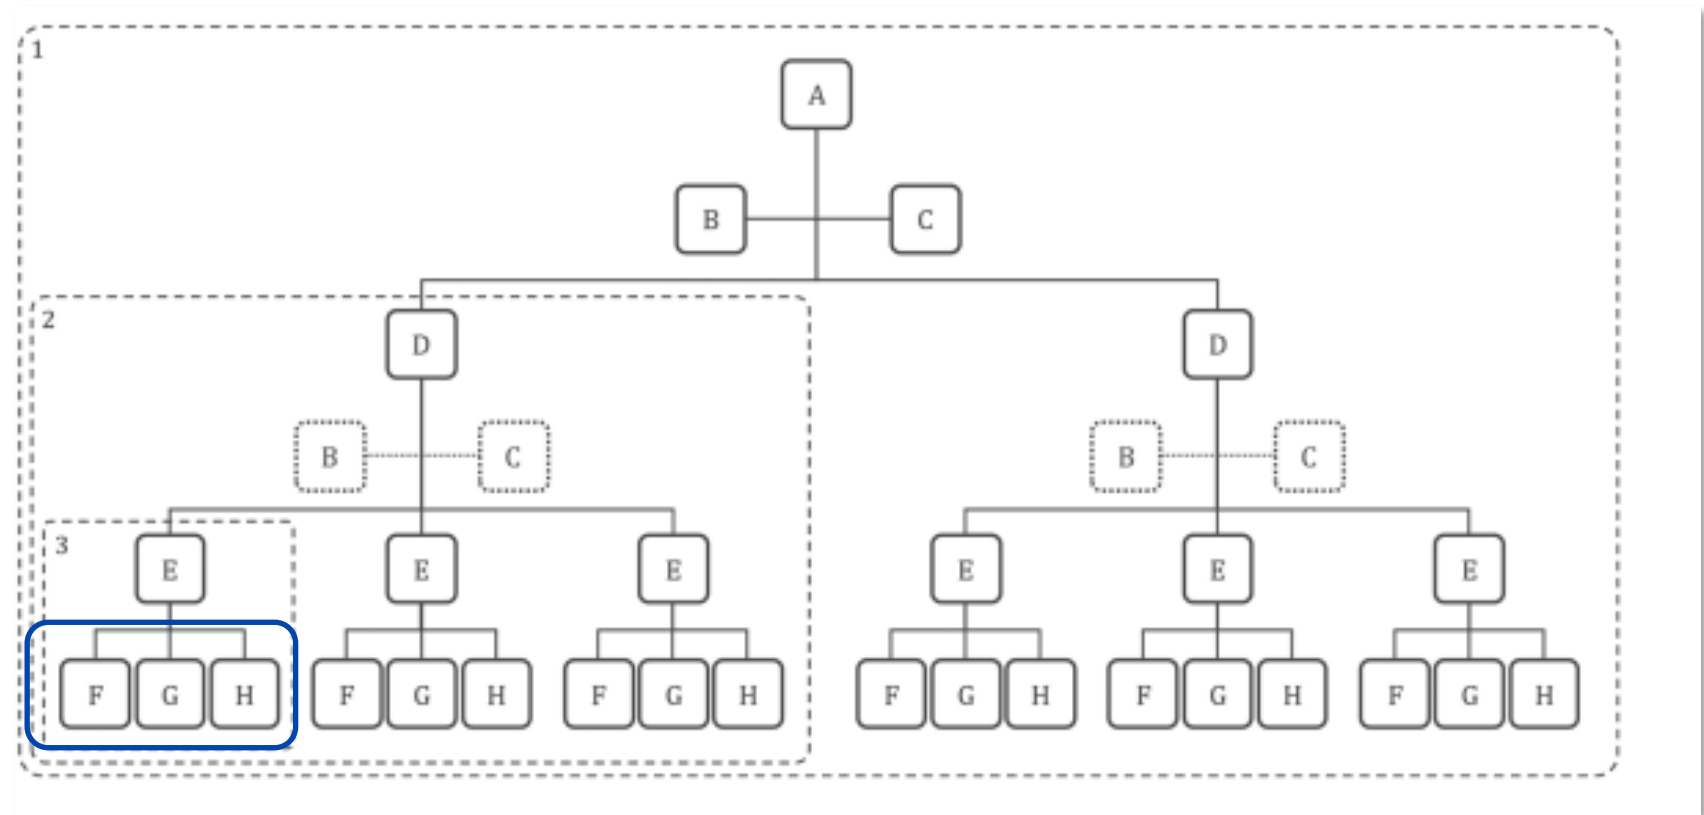 1
A
B C
2
D D
B C B C
3
E E E E E E
F G H F G H F G H F G H F G H F G H